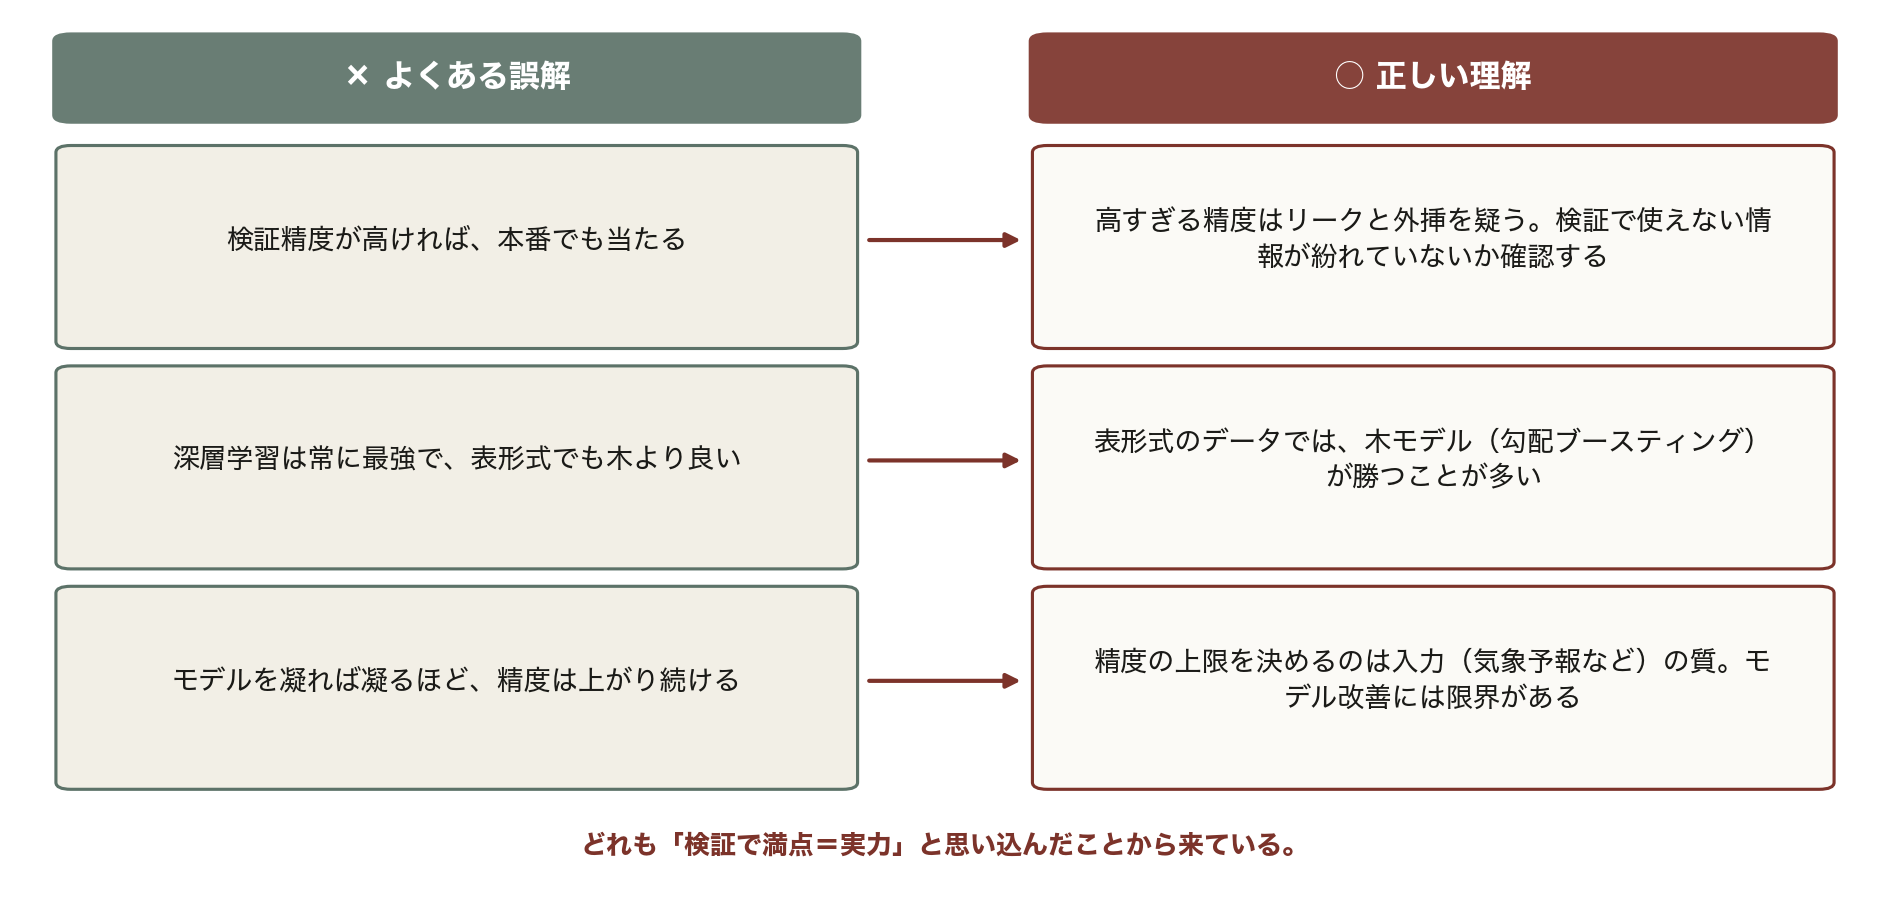 × よくある誤解
○ 正しい理解
検証精度が高ければ、本番でも当たる
高すぎる精度はリークと外挿を疑う。検証で使えない情
報が紛れていないか確認する
深層学習は常に最強で、表形式でも木より良い
表形式のデータでは、木モデル（勾配ブースティング）
が勝つことが多い
モデルを凝れば凝るほど、精度は上がり続ける
精度の上限を決めるのは入力（気象予報など）の質。モ
デル改善には限界がある
どれも「検証で満点＝実力」と思い込んだことから来ている。